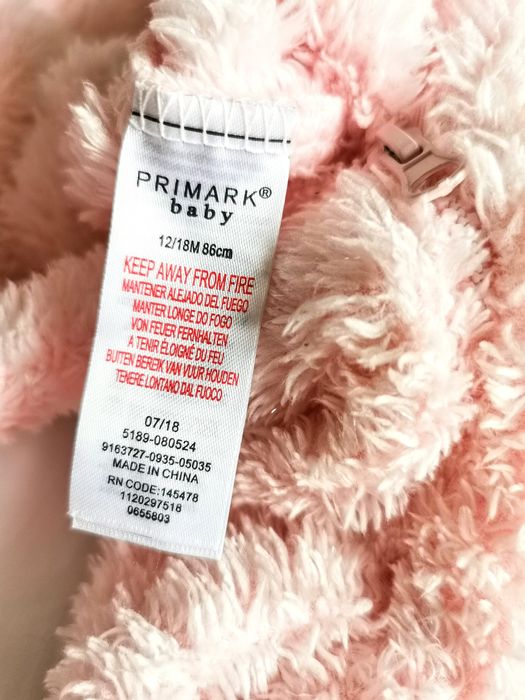 PRIMARK®
baby
12/18M 86cm
KEEP AWAY FROM FIRE
MANTENER ALEJADO DEL FUEGO
MANTER LONGE DO FOGO
VON FEUER FERNHALTEN
A TENIR ÉLOIGNÉ DU FEU
BUITEN BEREIK VAN VUUR HOUDEN
TENERE LONTANO DAL FUOCO
07/18
5189-080524
9163727-0935-05035
MADE IN CHINA
RN CODE:145478
1120297518
0655803